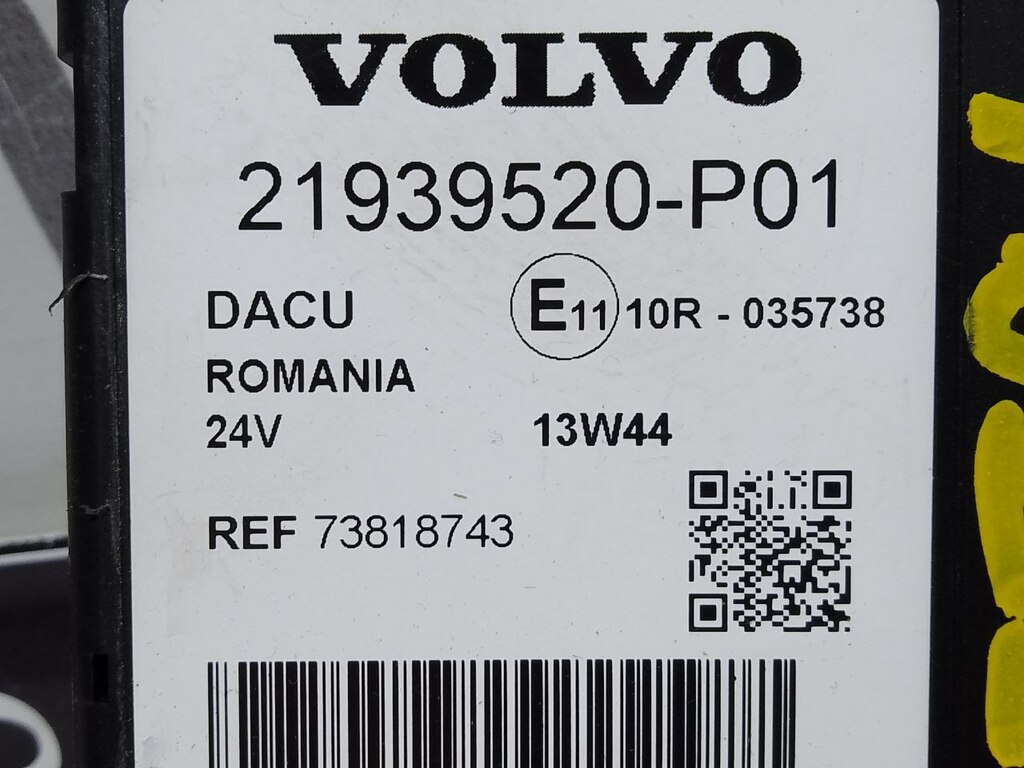 VOLVO
21939520-P01
DACU E11 10R - 035738
ROMANIA
24V 13W44
REF 73818743